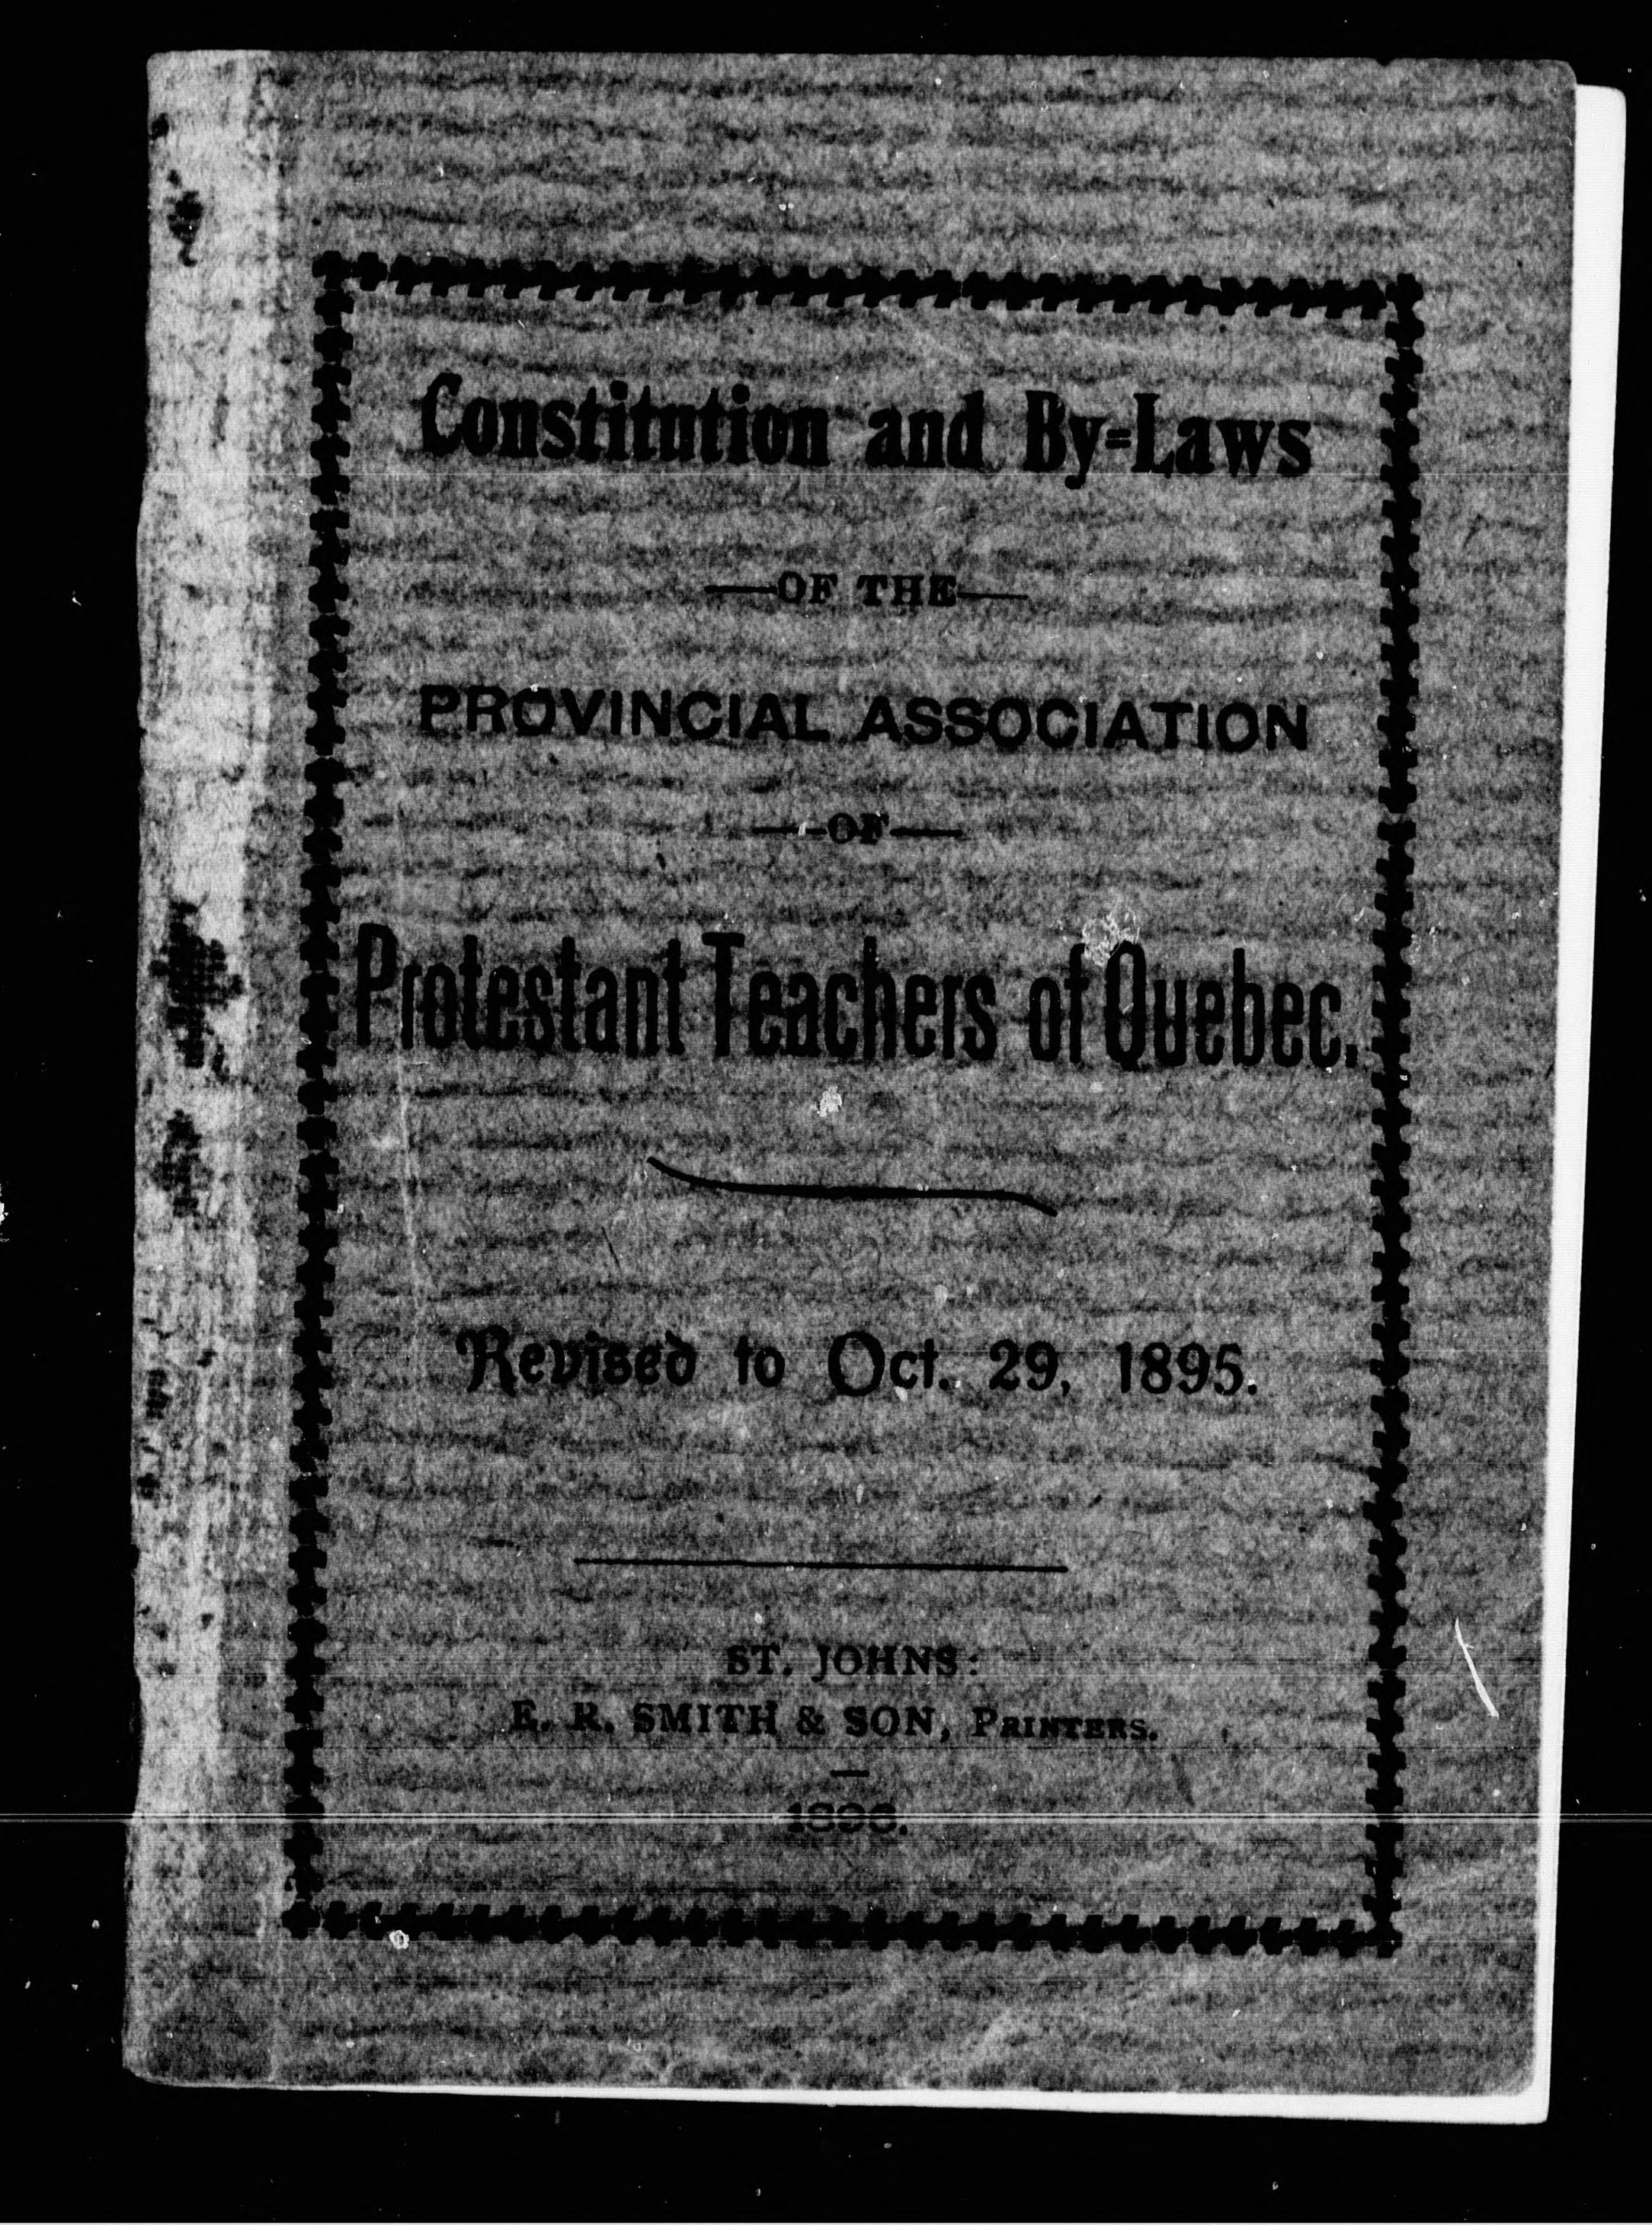 Constitution and By-Laws
—OF THE—
PROVINCIAL ASSOCIATION
—OF—
Protestant Teachers of Quebec.
Revised to Oct. 29, 1895.
ST. JOHNS:
E. R. SMITH & SON, PRINTERS.
—
1896.